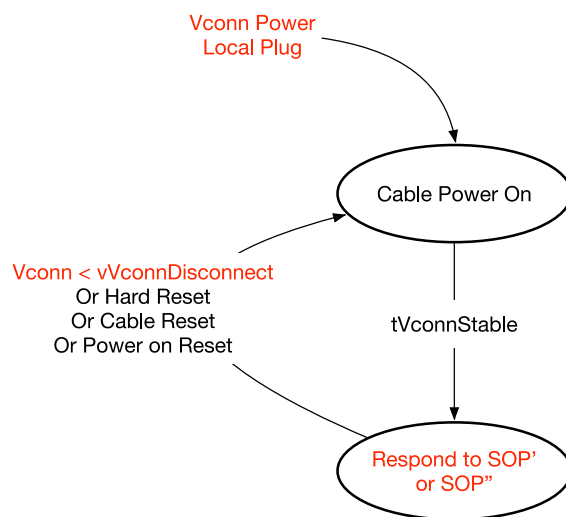 Vconn Power
Local Plug
Cable Power On
Vconn < vVconnDisconnect
Or Hard Reset
Or Cable Reset
Or Power on Reset
tVconnStable
Respond to SOP’
or SOP”